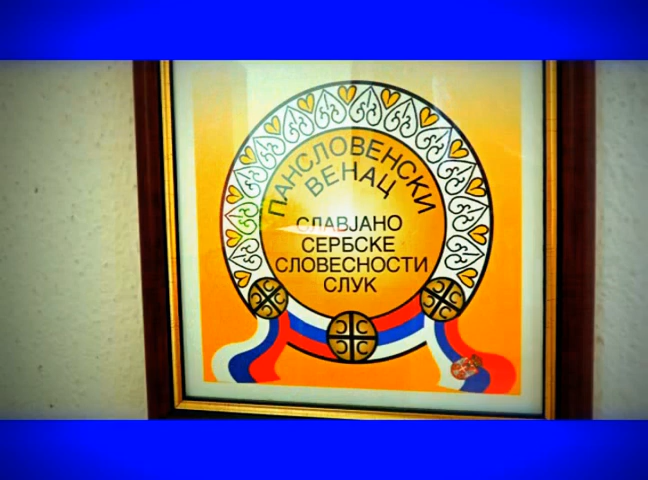 ПАНСЛОВЕНСКИ
ВЕНАЦ
СЛАВЈАНО
СЕРБСКЕ
СЛОВЕСНОСТИ
СЛУК